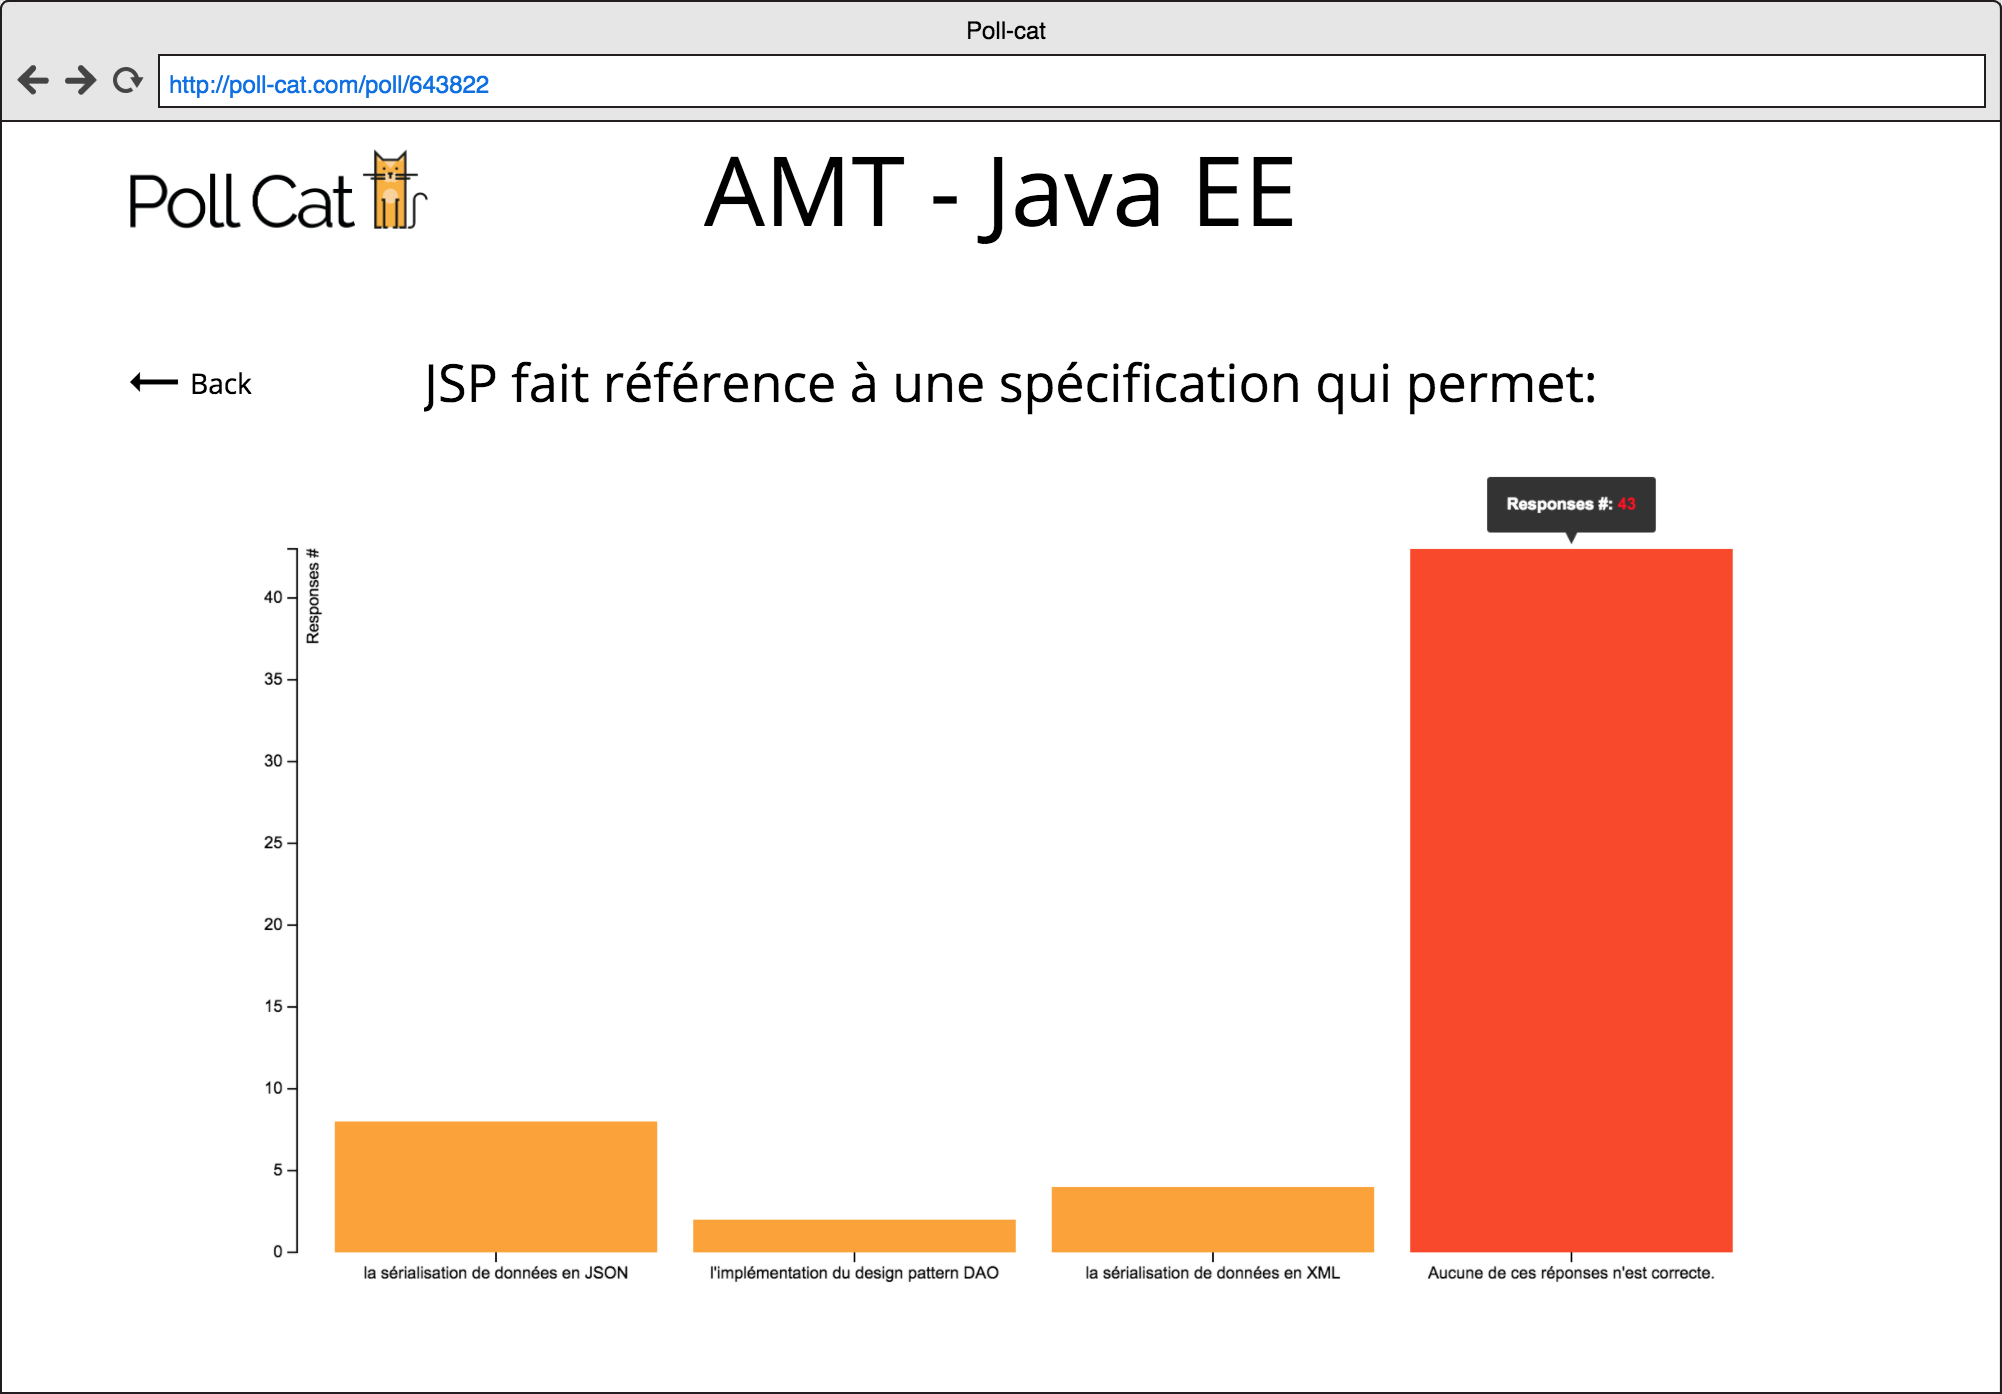 Poll-cat
http://poll-cat.com/poll/643822
Poll Cat
AMT - Java EE
Back
JSP fait référence à une spécification qui permet:
Responses #: 43
Responses #
40
35
30
25
20
15
10
5
0
la sérialisation de données en JSON
l'implémentation du design pattern DAO
la sérialisation de données en XML
Aucune de ces réponses n'est correcte.